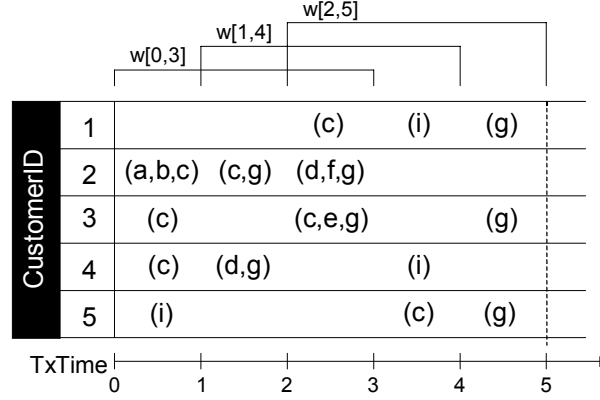 w[2,5]
w[1,4]
w[0,3]
CustomerID
1 (c) (i) (g)
2 (a,b,c) (c,g) (d,f,g)
3 (c) (c,e,g) (g)
4 (c) (d,g) (i)
5 (i) (c) (g)
TxTime
0 1 2 3 4 5